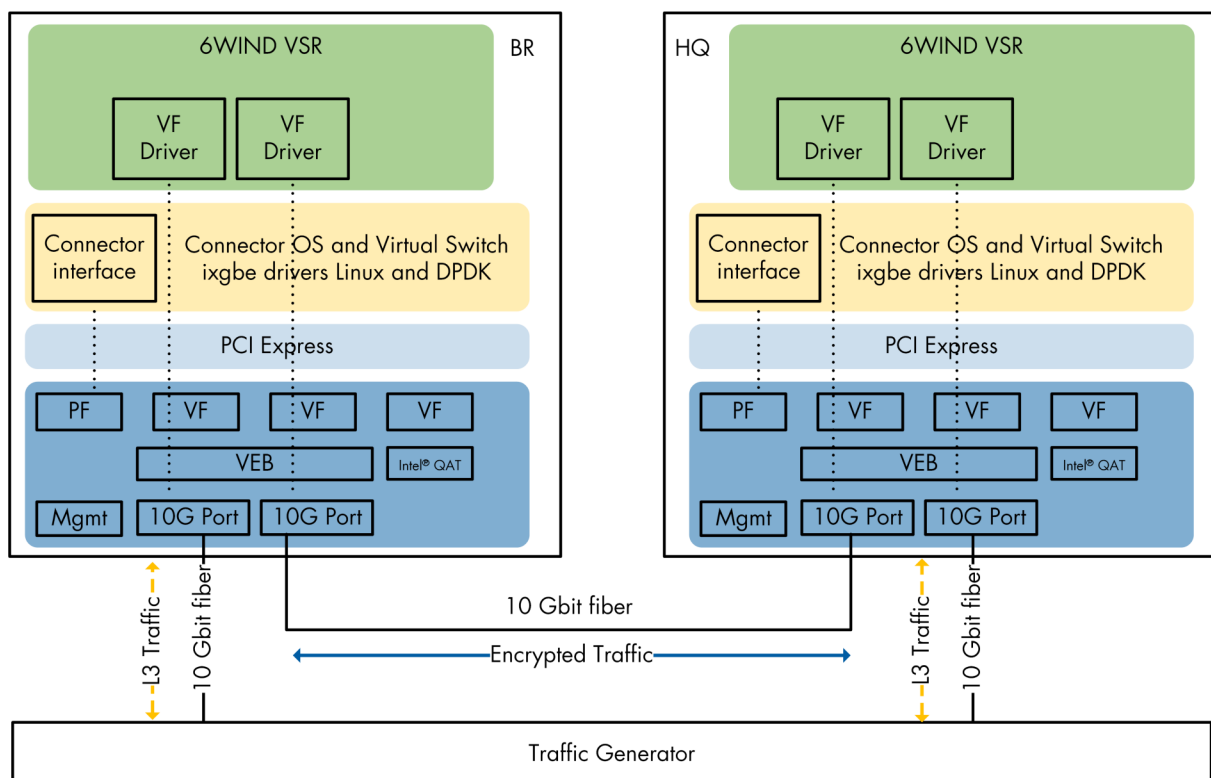 6WIND VSR
BR
VF
Driver
VF
Driver
Connector
interface
Connector OS and Virtual Switch
ixgbe drivers Linux and DPDK
PCI Express
PF
VF
VF
VF
VEB
Intel® QAT
Mgmt
10G Port
10G Port
HQ
6WIND VSR
VF
Driver
VF
Driver
Connector
interface
Connector OS and Virtual Switch
ixgbe drivers Linux and DPDK
PCI Express
PF
VF
VF
VF
VEB
Intel® QAT
Mgmt
10G Port
10G Port
L3 Traffic
10 Gbit fiber
10 Gbit fiber
Encrypted Traffic
L3 Traffic
10 Gbit fiber
Traffic Generator